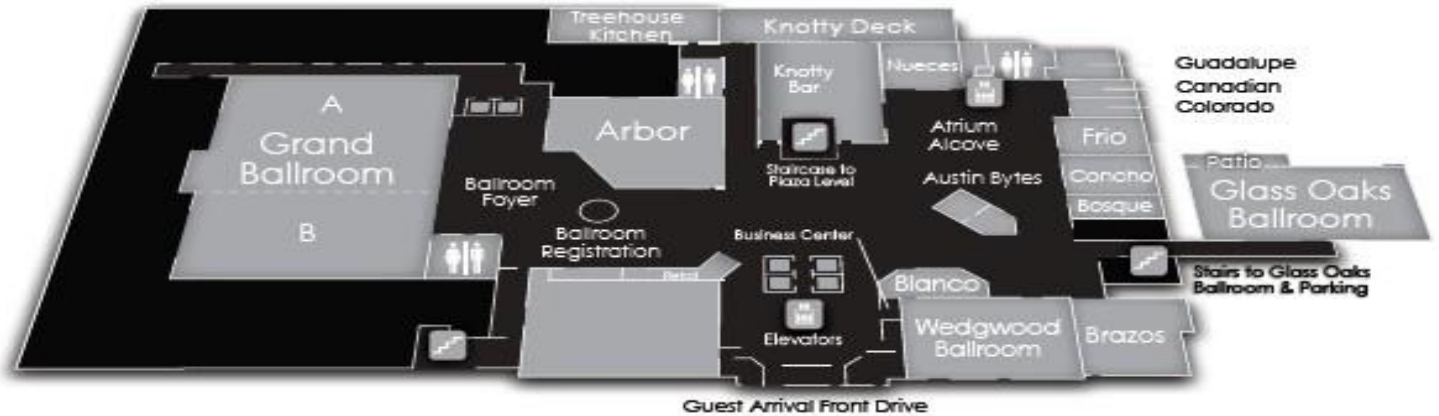 Treehouse
Kitchen
Knotty Deck
Knotty
Bar
Nueces
Guadalupe
Canadian
Colorado
A
Grand
Ballroom
B
Arbor
Atrium
Alcove
Frio
Staircase to
Plaza Level
Austin Bytes
Concho
Bosque
Patio
Glass Oaks
Ballroom
Ballroom
Foyer
Ballroom
Registration
Business Center
Retail
Blanco
Stairs to Glass Oaks
Ballroom & Parking
Elevators
Wedgwood
Ballroom
Brazos
Guest Arrival Front Drive